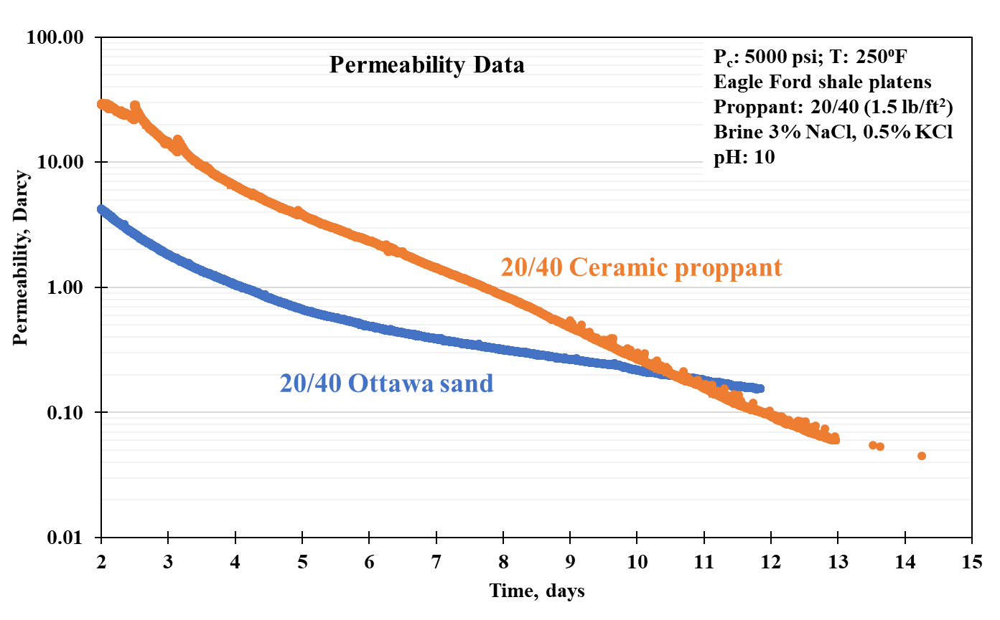 Permeability Data
P꜀: 5000 psi; T: 250⁰F
Eagle Ford shale platens
Proppant: 20/40 (1.5 lb/ft²)
Brine 3% NaCl, 0.5% KCl
pH: 10
100.00
10.00
1.00
0.10
0.01
Permeability, Darcy
20/40 Ceramic proppant
20/40 Ottawa sand
2 3 4 5 6 7 8 9 10 11 12 13 14 15
Time, days